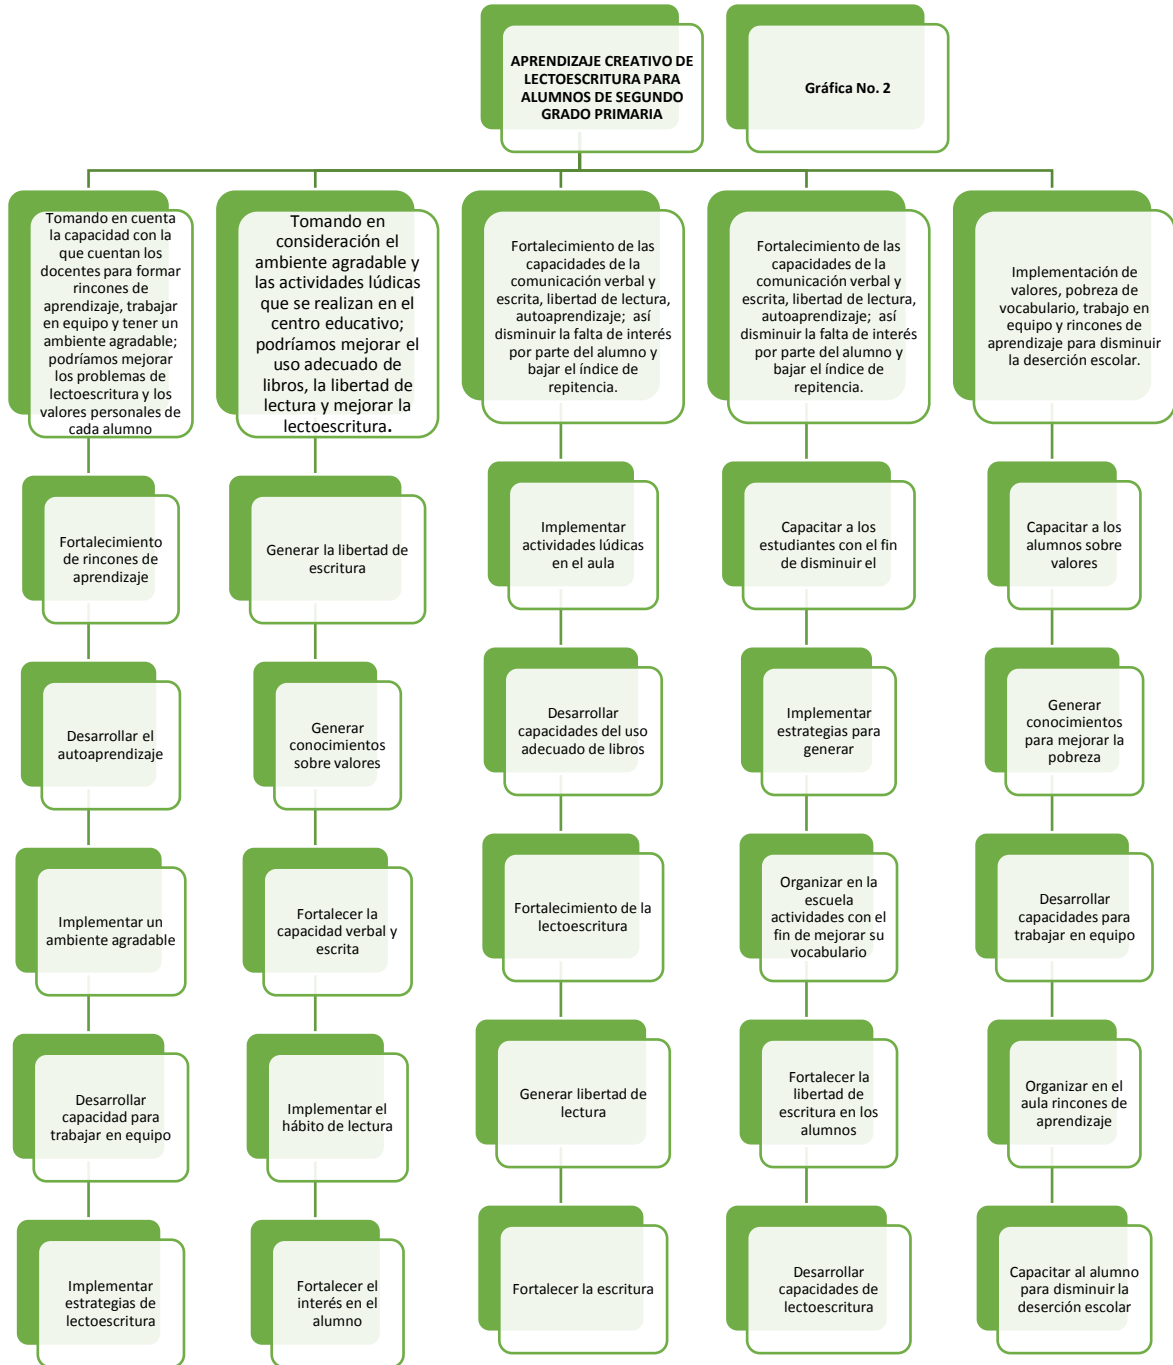 APRENDIZAJE CREATIVO DE
LECTOESCRITURA PARA
ALUMNOS DE SEGUNDO
GRADO PRIMARIA
Gráfica No. 2
Tomando en cuenta
la capacidad con la
que cuentan los
docentes para formar
rincones de
aprendizaje, trabajar
en equipo y tener un
ambiente agradable;
podríamos mejorar
los problemas de
lectoescritura y los
valores personales de
cada alumno
Tomando en
consideración el
ambiente agradable y
las actividades lúdicas
que se realizan en el
centro educativo;
podríamos mejorar el
uso adecuado de
libros, la libertad de
lectura y mejorar la
lectoescritura.
Fortalecimiento de las
capacidades de la
comunicación verbal y
escrita, libertad de lectura,
autoaprendizaje; así
disminuir la falta de interés
por parte del alumno y
bajar el índice de
repitencia.
Fortalecimiento de las
capacidades de la
comunicación verbal y
escrita, libertad de lectura,
autoaprendizaje; así
disminuir la falta de interés
por parte del alumno y
bajar el índice de
repitencia.
Implementación de
valores, pobreza de
vocabulario, trabajo en
equipo y rincones de
aprendizaje para disminuir
la deserción escolar.
Fortalecimiento
de rincones de
aprendizaje
Generar la libertad de
escritura
Implementar
actividades lúdicas
en el aula
Capacitar a los
estudiantes con el fin
de disminuir el
Capacitar a los
alumnos sobre
valores
Desarrollar el
autoaprendizaje
Generar
conocimientos
sobre valores
Desarrollar
capacidades del uso
adecuado de libros
Implementar
estrategias para
generar
Generar
conocimientos
para mejorar la
pobreza
Implementar un
ambiente agradable
Fortalecer la
capacidad verbal y
escrita
Fortalecimiento de la
lectoescritura
Organizar en la
escuela
actividades con el
fin de mejorar su
vocabulario
Desarrollar
capacidades para
trabajar en equipo
Desarrollar
capacidad para
trabajar en equipo
Implementar el
hábito de lectura
Generar libertad de
lectura
Fortalecer la
libertad de
escritura en los
alumnos
Organizar en el
aula rincones de
aprendizaje
Implementar
estrategias de
lectoescritura
Fortalecer el
interés en el
alumno
Fortalecer la escritura
Desarrollar
capacidades de
lectoescritura
Capacitar al alumno
para disminuir la
deserción escolar